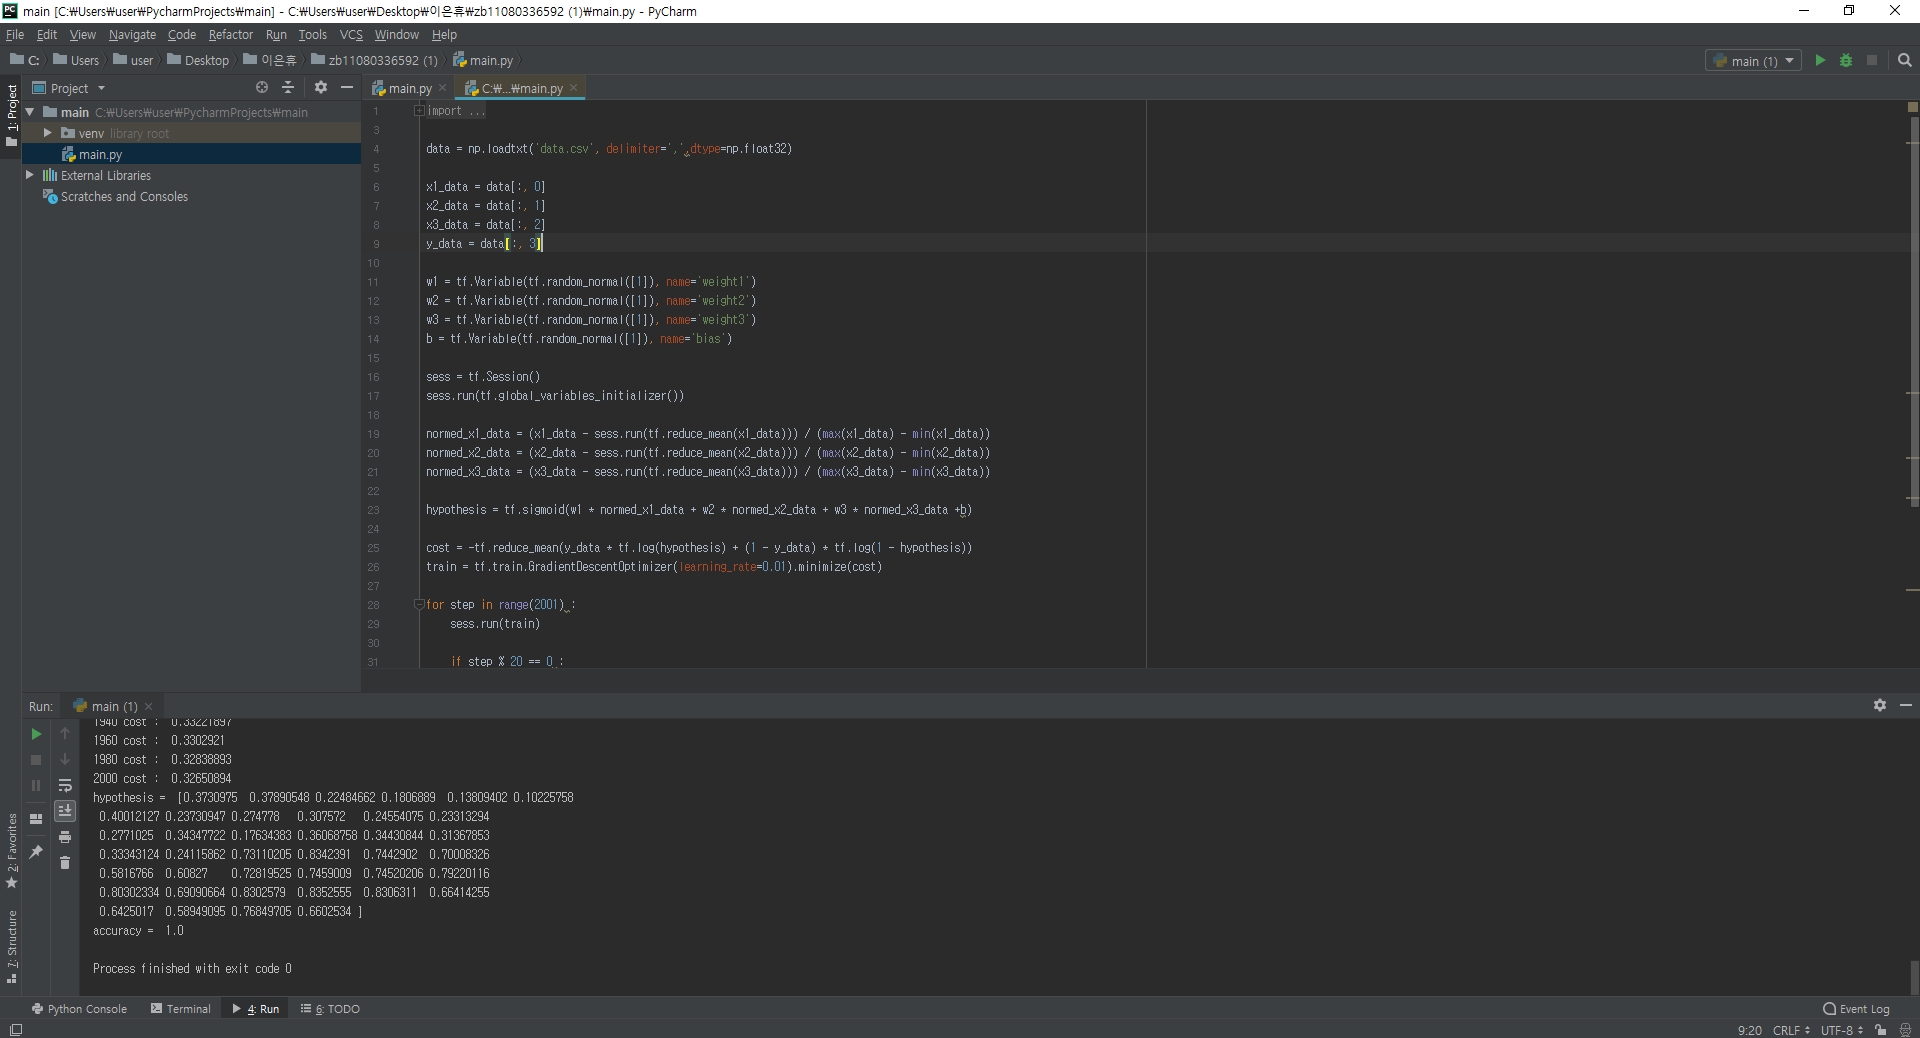 main [C:₩Users₩user₩PycharmProjects₩main] - C:₩Users₩user₩Desktop₩이은휴₩zb11080336592 (1)₩main.py - PyCharm
File Edit View Navigate Code Refactor Run Tools VCS Window Help
C: Users user Desktop 이은휴 zb11080336592 (1) main.py
main (1)
Project
main.py
C:₩...₩main.py
1: Project
main C:₩Users₩user₩PycharmProjects₩main
venv library root
main.py
External Libraries
Scratches and Consoles
1 import ...
3
4 data = np.loadtxt('data.csv', delimiter=',',dtype=np.float32)
5
6 x1_data = data[:, 0]
7 x2_data = data[:, 1]
8 x3_data = data[:, 2]
9 y_data = data[:, 3]
10
11 w1 = tf.Variable(tf.random_normal([1]), name='weight1')
12 w2 = tf.Variable(tf.random_normal([1]), name='weight2')
13 w3 = tf.Variable(tf.random_normal([1]), name='weight3')
14 b = tf.Variable(tf.random_normal([1]), name='bias')
15
16 sess = tf.Session()
17 sess.run(tf.global_variables_initializer())
18
19 normed_x1_data = (x1_data - sess.run(tf.reduce_mean(x1_data))) / (max(x1_data) - min(x1_data))
20 normed_x2_data = (x2_data - sess.run(tf.reduce_mean(x2_data))) / (max(x2_data) - min(x2_data))
21 normed_x3_data = (x3_data - sess.run(tf.reduce_mean(x3_data))) / (max(x3_data) - min(x3_data))
22
23 hypothesis = tf.sigmoid(w1 * normed_x1_data + w2 * normed_x2_data + w3 * normed_x3_data +b)
24
25 cost = -tf.reduce_mean(y_data * tf.log(hypothesis) + (1 - y_data) * tf.log(1 - hypothesis))
26 train = tf.train.GradientDescentOptimizer(learning_rate=0.01).minimize(cost)
27
28 for step in range(2001) :
29 sess.run(train)
30
31 if step % 20 == 0 :
Run: main (1)
1940 cost : 0.33221897
1960 cost : 0.3302921
1980 cost : 0.32838893
2000 cost : 0.32650894
hypothesis = [0.3730975 0.37890548 0.22484662 0.1806889 0.13809402 0.10225758
0.40012127 0.23730947 0.274778 0.307572 0.24554075 0.23313294
0.2771025 0.34347722 0.17634383 0.36068758 0.34430844 0.31367853
0.33343124 0.24115862 0.73110205 0.8342391 0.7442902 0.70008326
0.5816766 0.60827 0.72819525 0.7459009 0.74520206 0.79220116
0.80302334 0.69090664 0.8302579 0.8352555 0.8306311 0.66414255
0.6425017 0.58949095 0.76849705 0.6602534 ]
accuracy = 1.0
Process finished with exit code 0
2: Favorites
7: Structure
Python Console Terminal 4: Run 6: TODO Event Log
9:20 CRLF UTF-8